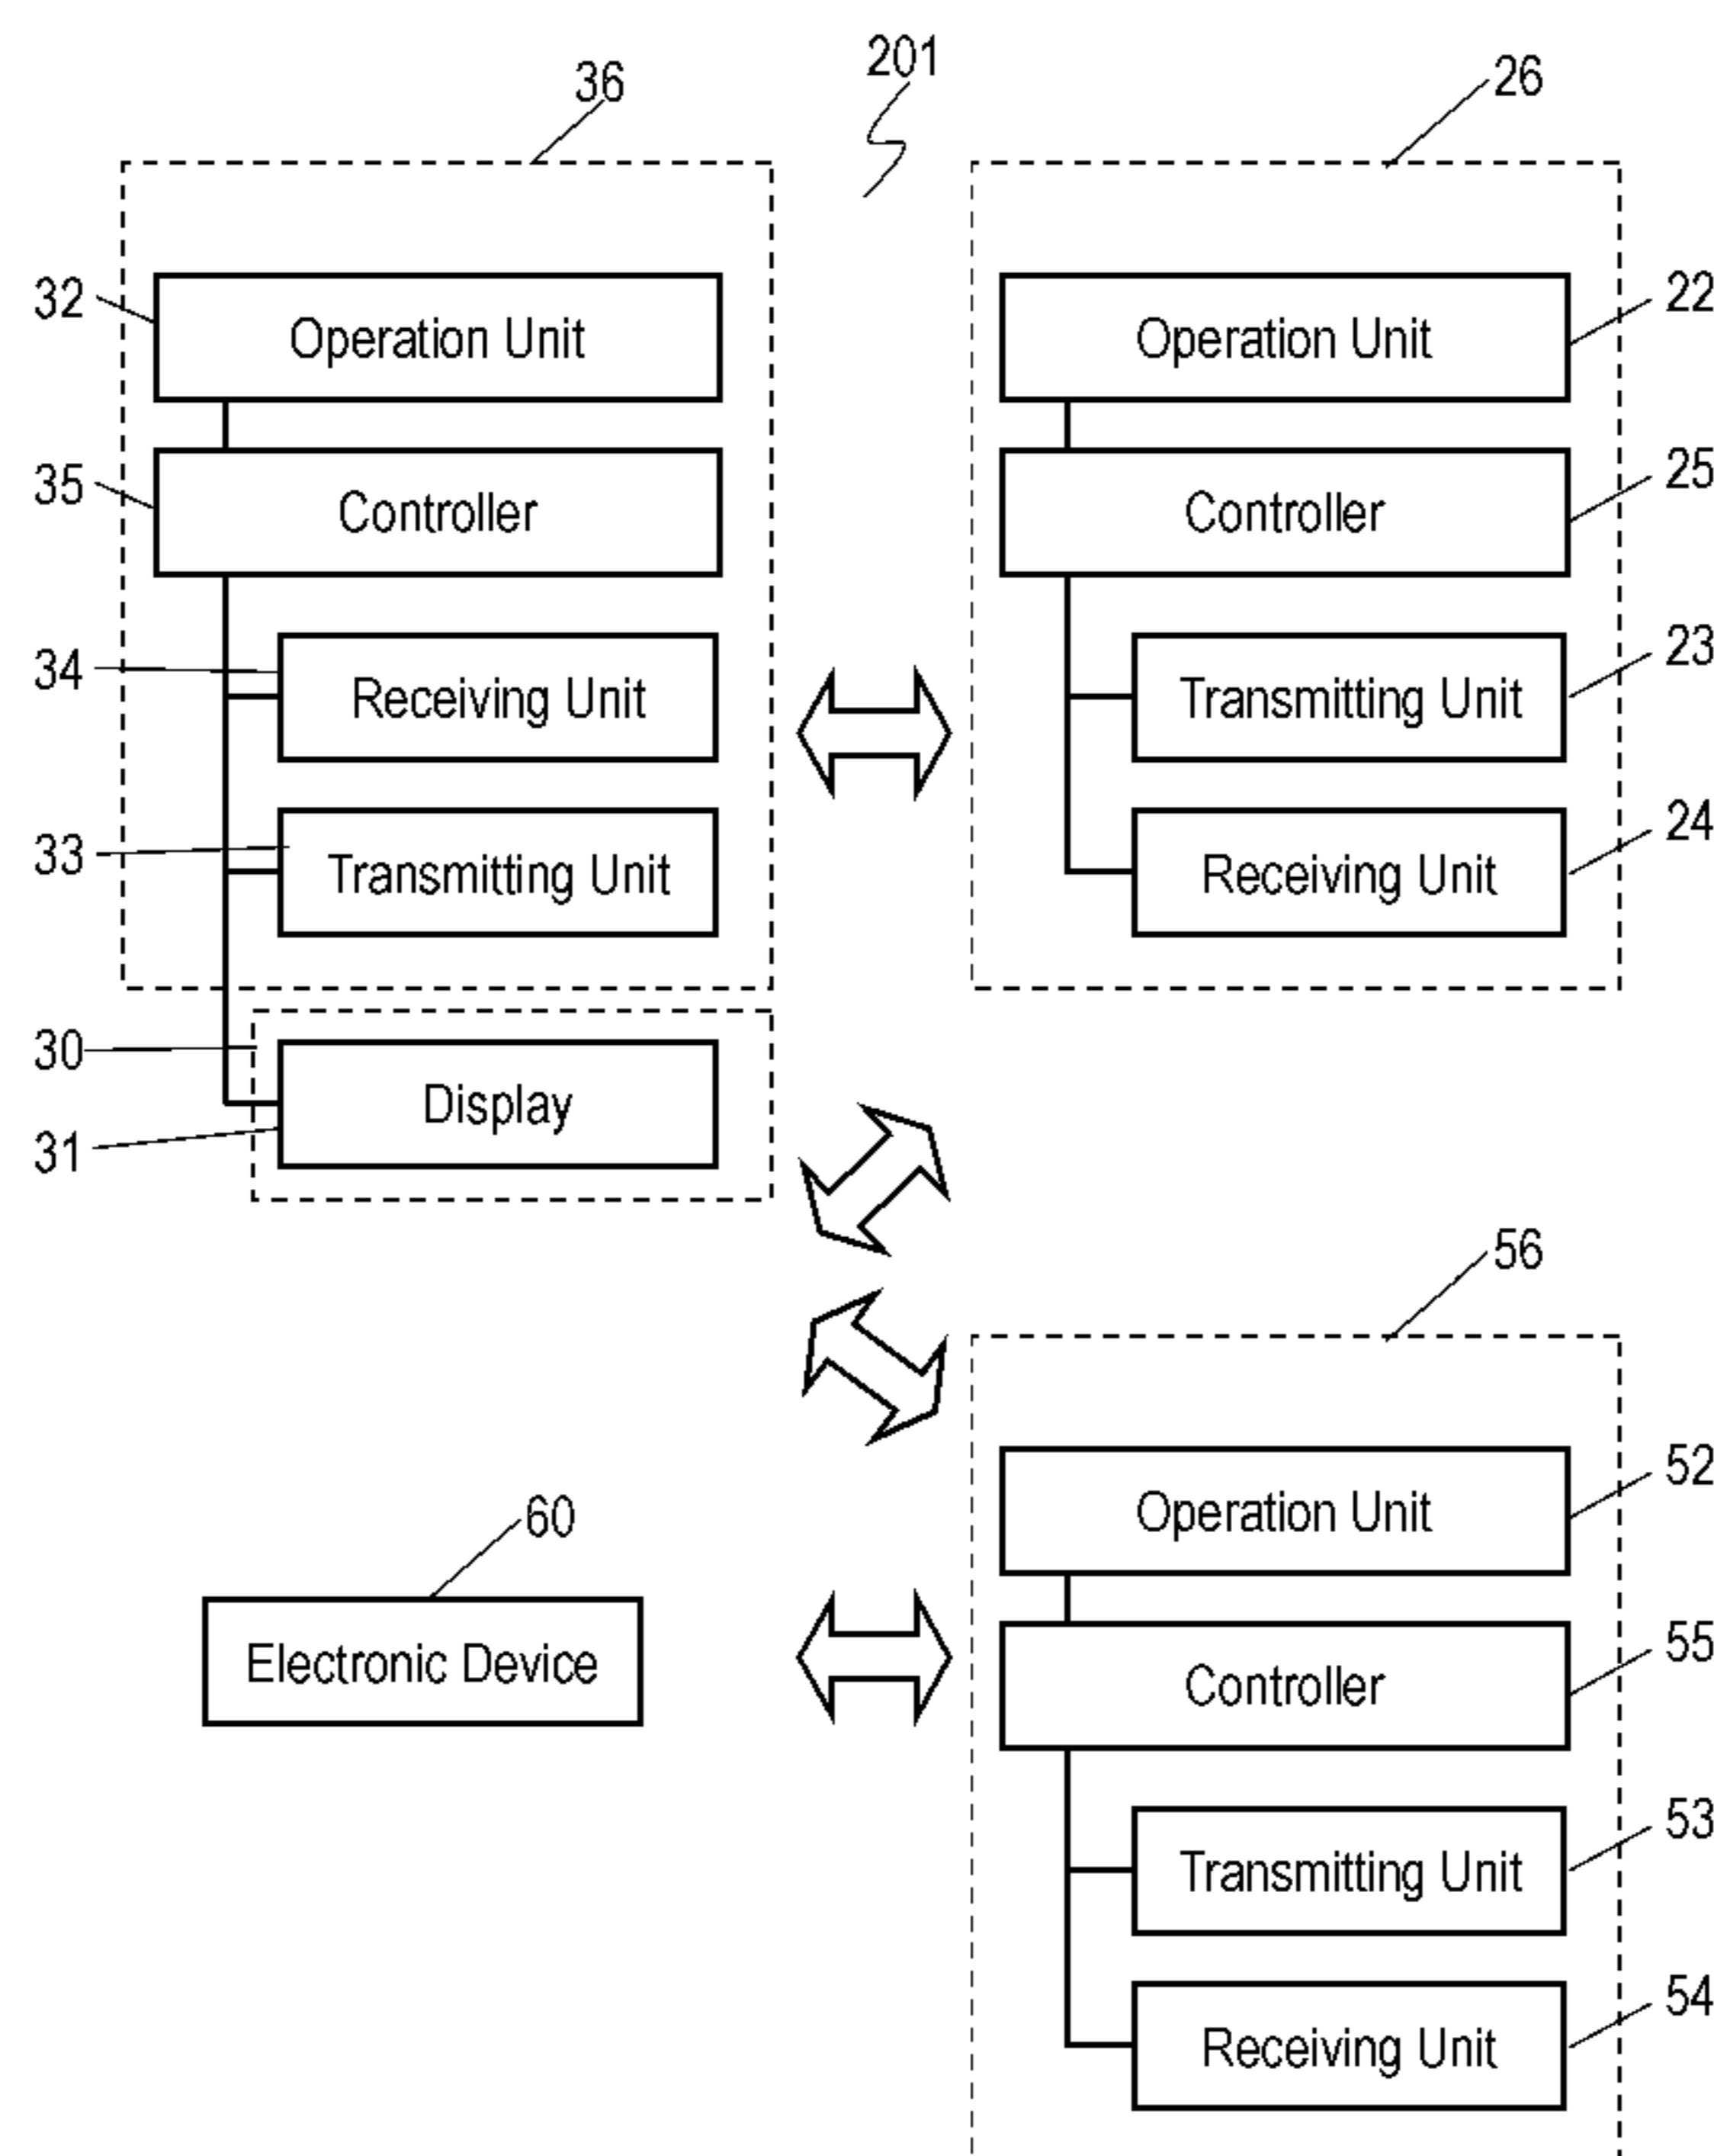 201
36
26
32
Operation Unit
Operation Unit
22
35
Controller
Controller
25
34
Receiving Unit
Transmitting Unit
23
33
Transmitting Unit
Receiving Unit
24
30
Display
31
56
Operation Unit
52
60
Electronic Device
Controller
55
Transmitting Unit
53
Receiving Unit
54